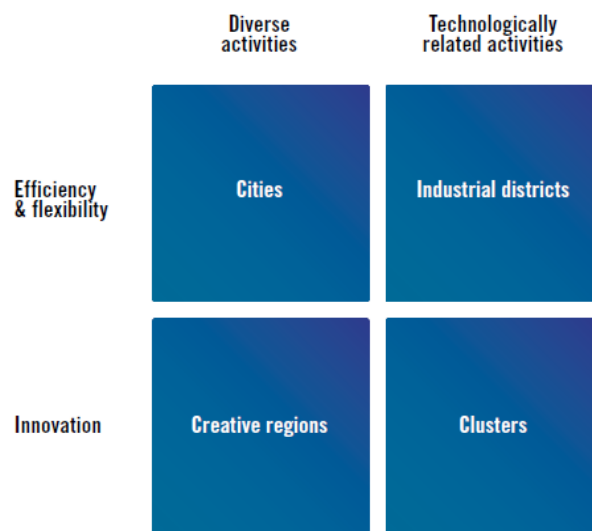 Diverse
activities
Technologically
related activities
Efficiency
& flexibility
Cities
Industrial districts
Innovation
Creative regions
Clusters